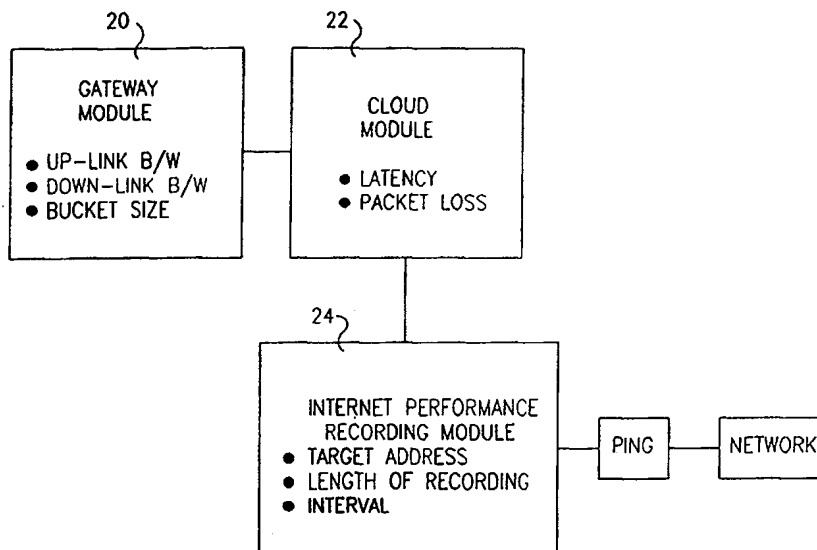 20
GATEWAY
MODULE
● UP-LINK B/W
● DOWN-LINK B/W
● BUCKET SIZE
22
CLOUD
MODULE
● LATENCY
● PACKET LOSS
24
INTERNET PERFORMANCE
RECORDING MODULE
● TARGET ADDRESS
● LENGTH OF RECORDING
● INTERVAL
PING
NETWORK